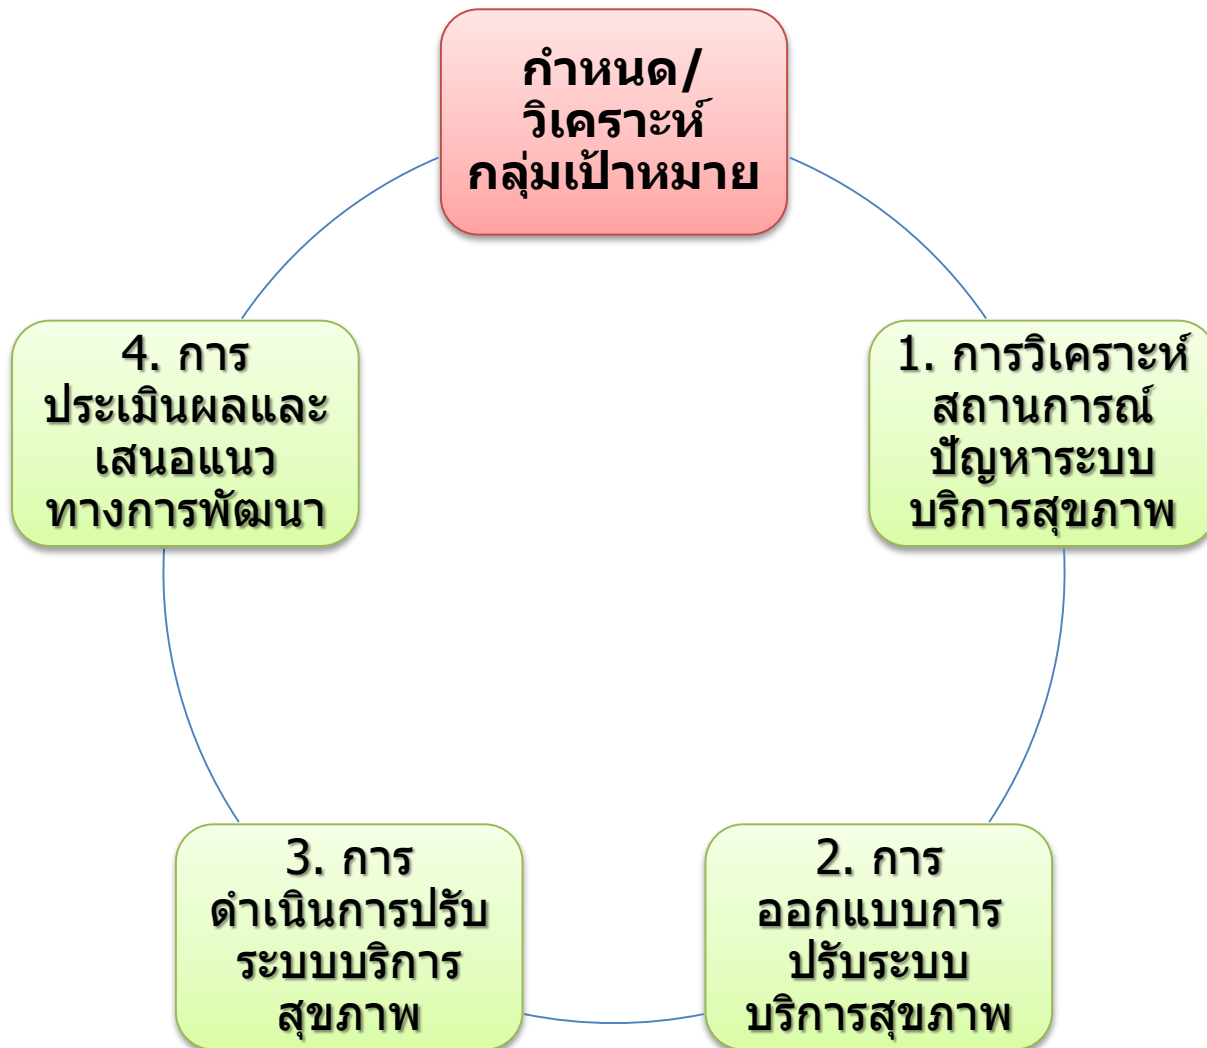 กำหนด/
วิเคราะห์
กลุ่มเป้าหมาย
1. การวิเคราะห์
สถานการณ์
ปัญหาระบบ
บริการสุขภาพ
2. การ
ออกแบบการ
ปรับระบบ
บริการสุขภาพ
3. การ
ดำเนินการปรับ
ระบบบริการ
สุขภาพ
4. การ
ประเมินผลและ
เสนอแนว
ทางการพัฒนา